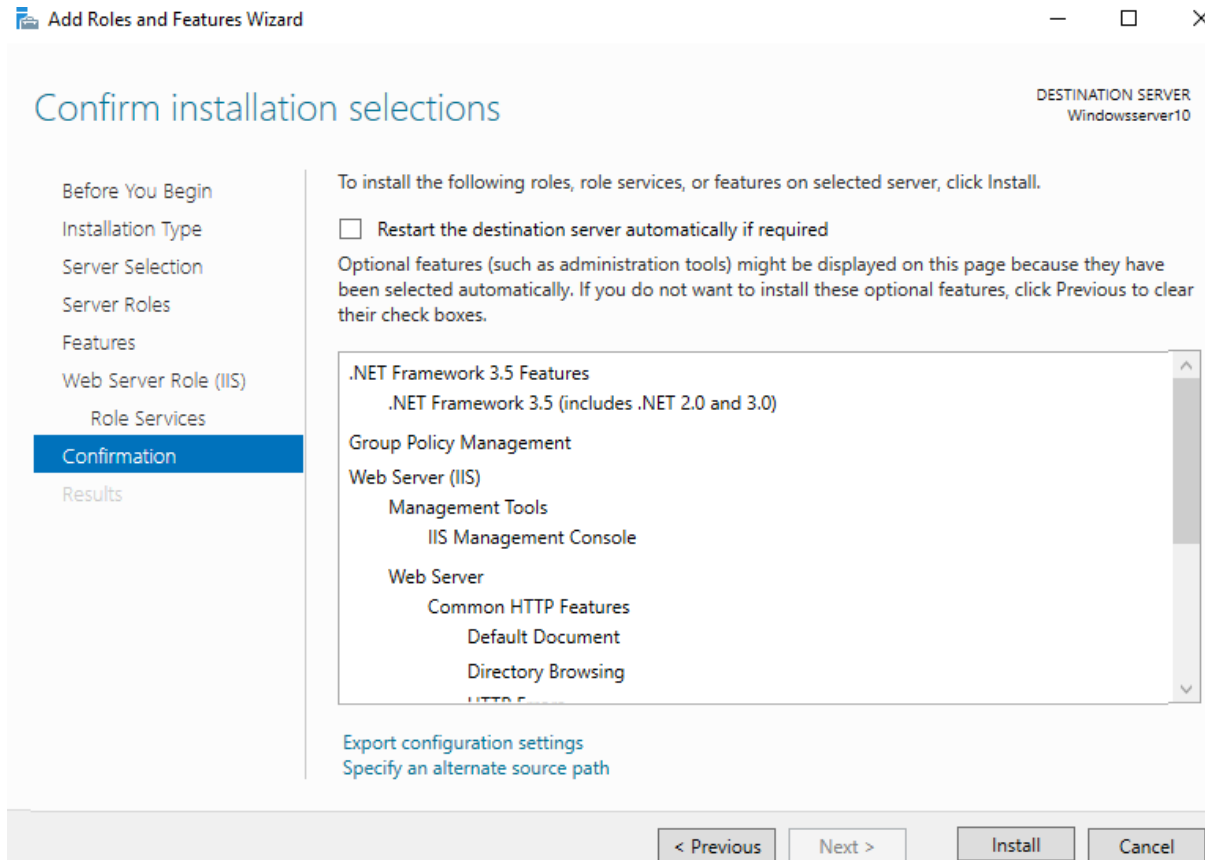 Add Roles and Features Wizard
Confirm installation selections
DESTINATION SERVER
Windowsserver10
Before You Begin
Installation Type
Server Selection
Server Roles
Features
Web Server Role (IIS)
Role Services
Confirmation
Results
To install the following roles, role services, or features on selected server, click Install.
Restart the destination server automatically if required
Optional features (such as administration tools) might be displayed on this page because they have
been selected automatically. If you do not want to install these optional features, click Previous to clear
their check boxes.
.NET Framework 3.5 Features
.NET Framework 3.5 (includes .NET 2.0 and 3.0)
Group Policy Management
Web Server (IIS)
Management Tools
IIS Management Console
Web Server
Common HTTP Features
Default Document
Directory Browsing
Export configuration settings
Specify an alternate source path
< Previous
Next >
Install
Cancel